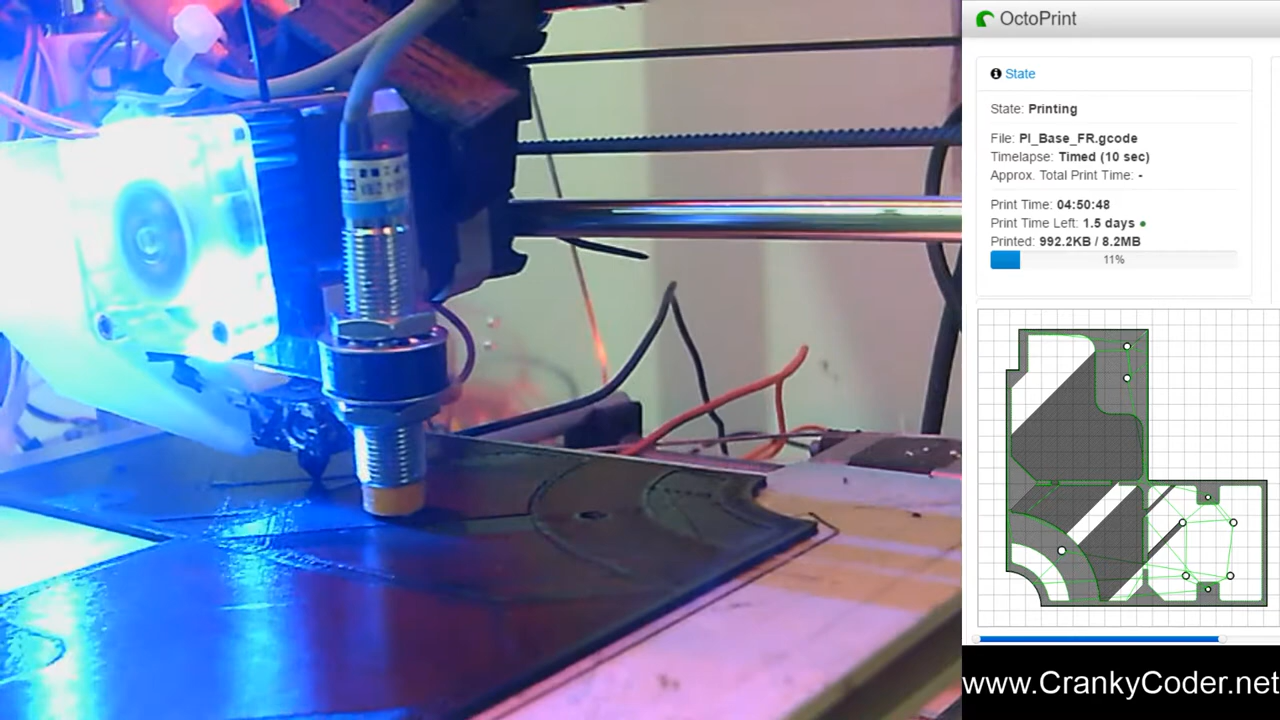 OctoPrint
State
State: Printing
File: PI_Base_FR.gcode
Timelapse: Timed (10 sec)
Approx. Total Print Time: -
Print Time: 04:50:48
Print Time Left: 1.5 days
Printed: 992.2KB / 8.2MB
11%
www.CrankyCoder.net